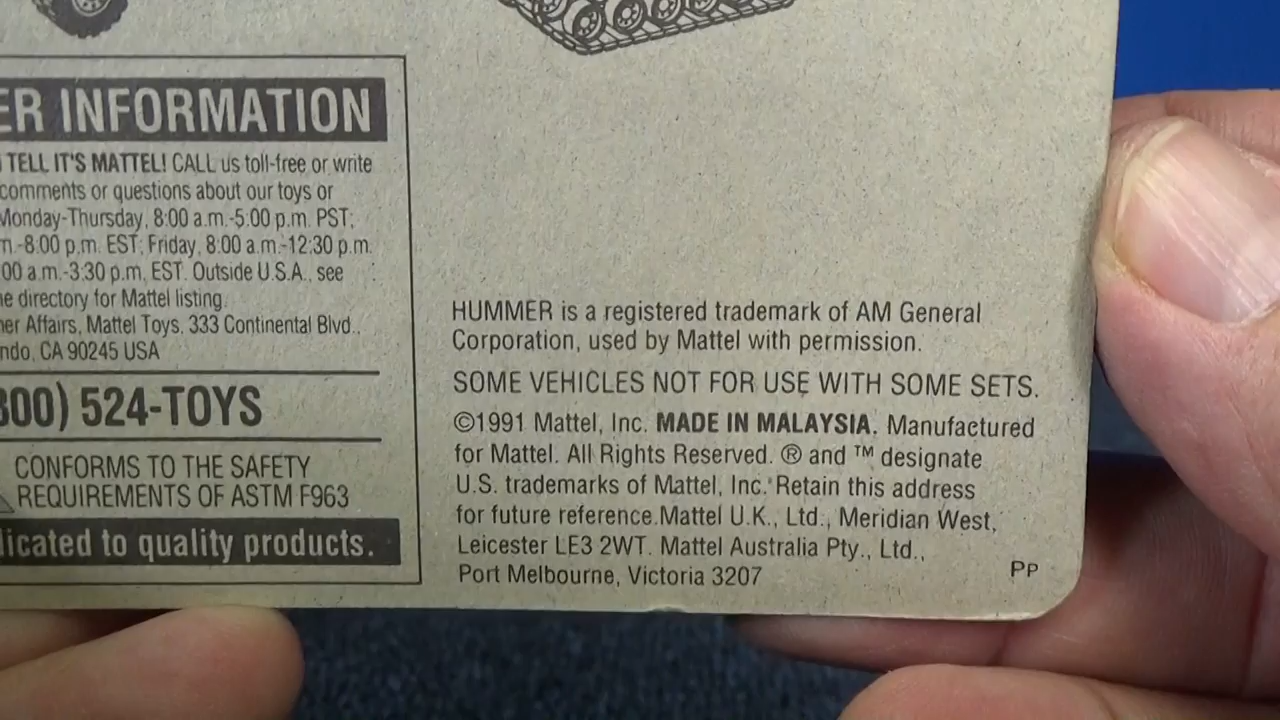 ER INFORMATION
TELL IT'S MATTEL! CALL us toll-free or write
comments or questions about our toys or
Monday-Thursday, 8:00 a.m.-5:00 p.m. PST;
m.-8:00 p.m. EST; Friday, 8:00 a.m.-12:30 p.m.
00 a.m.-3:30 p.m. EST. Outside U.S.A., see
e directory for Mattel listing.
er Affairs, Mattel Toys, 333 Continental Blvd.,
ndo, CA 90245 USA
800) 524-TOYS
CONFORMS TO THE SAFETY
REQUIREMENTS OF ASTM F963
licated to quality products.
HUMMER is a registered trademark of AM General
Corporation, used by Mattel with permission.
SOME VEHICLES NOT FOR USE WITH SOME SETS.
©1991 Mattel, Inc. MADE IN MALAYSIA. Manufactured
for Mattel. All Rights Reserved. ® and ™ designate
U.S. trademarks of Mattel, Inc. Retain this address
for future reference. Mattel U.K., Ltd., Meridian West,
Leicester LE3 2WT. Mattel Australia Pty., Ltd.,
Port Melbourne, Victoria 3207
PP